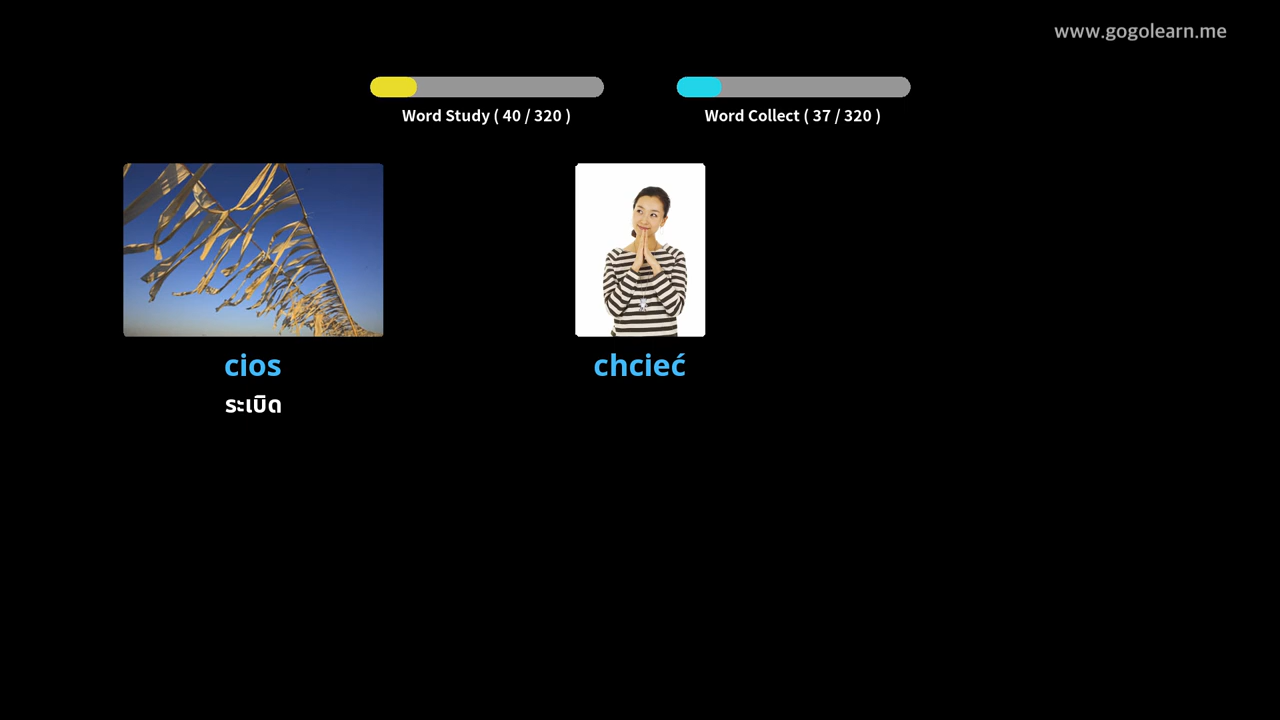 www.gogolearn.me
Word Study ( 40 / 320 )
Word Collect ( 37 / 320 )
cios
ระเบิด
chcieć